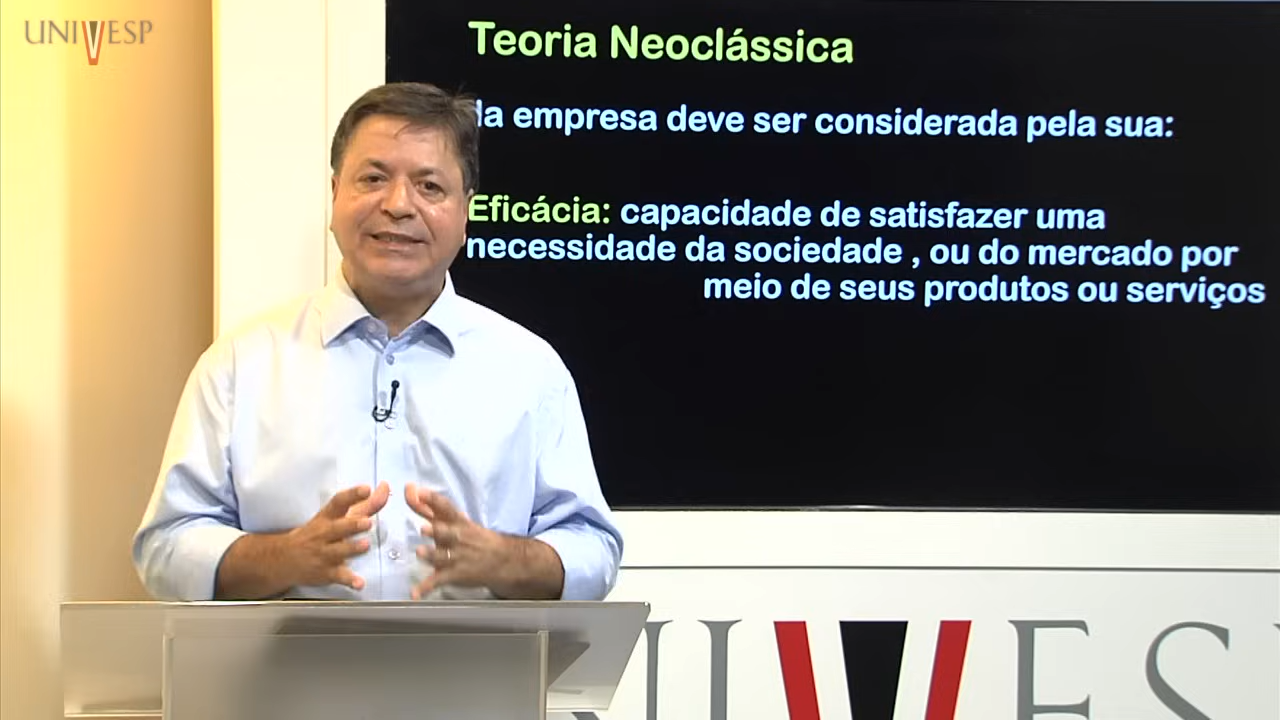 UNIVESP
Teoria Neoclássica
da empresa deve ser considerada pela sua:
Eficácia: capacidade de satisfazer uma
necessidade da sociedade , ou do mercado por
meio de seus produtos ou serviços
NIVESP